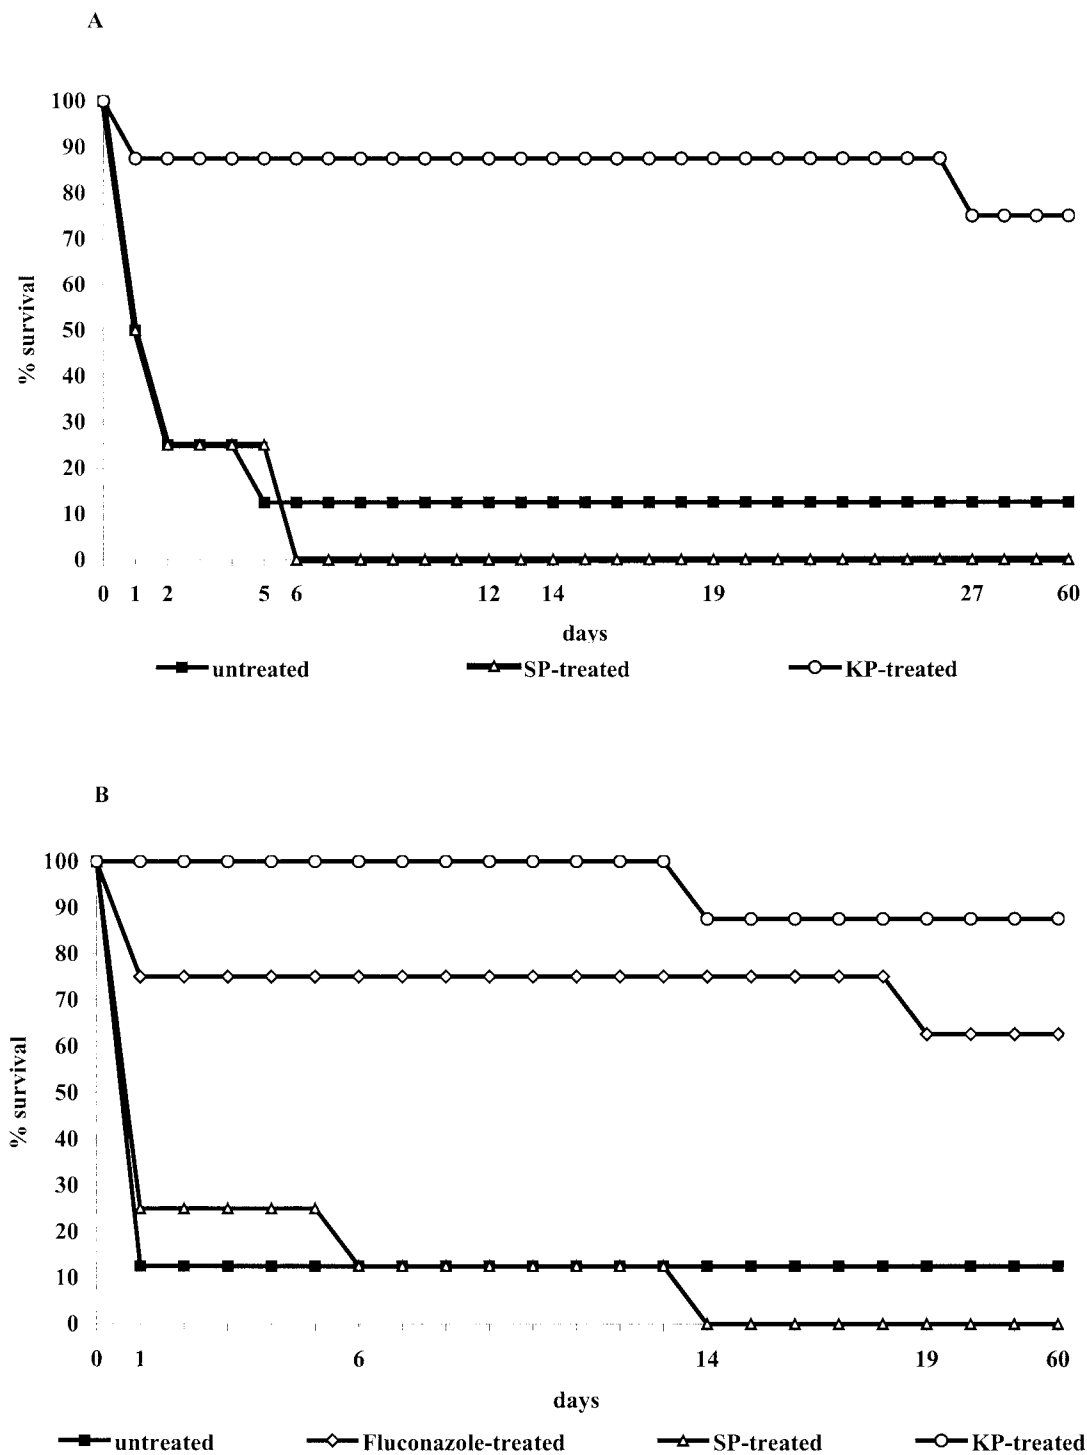 A
100
90
80
70
60
50
40
30
20
10
0
% survival
0 1 2 5 6 12 14 19 27 60
days
untreated SP-treated KP-treated
B
100
90
80
70
60
50
40
30
20
10
0
% survival
0 1 6 14 19 60
days
untreated Fluconazole-treated SP-treated KP-treated